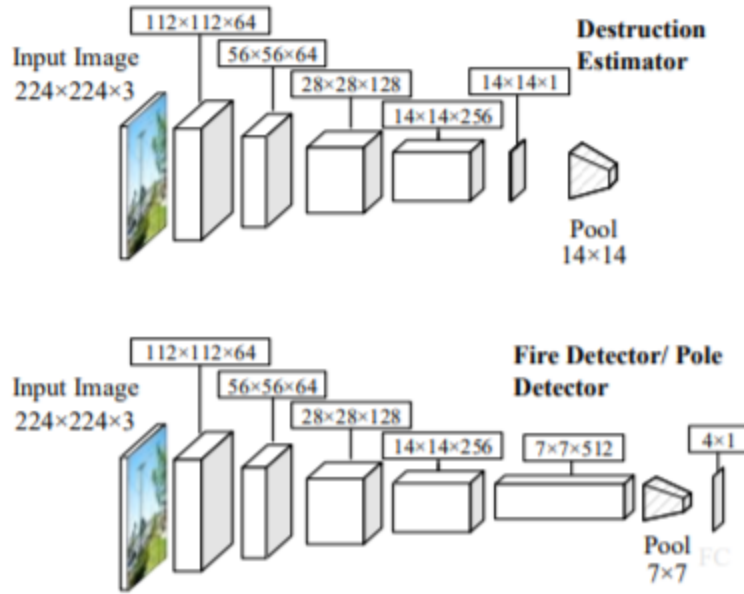 112×112×64
Destruction
Estimator
Input Image
224×224×3
56×56×64
28×28×128
14×14×1
14×14×256
Pool
14×14
112×112×64
Fire Detector/ Pole
Detector
Input Image
224×224×3
56×56×64
28×28×128
14×14×256
7×7×512
4×1
Pool
7×7
FC